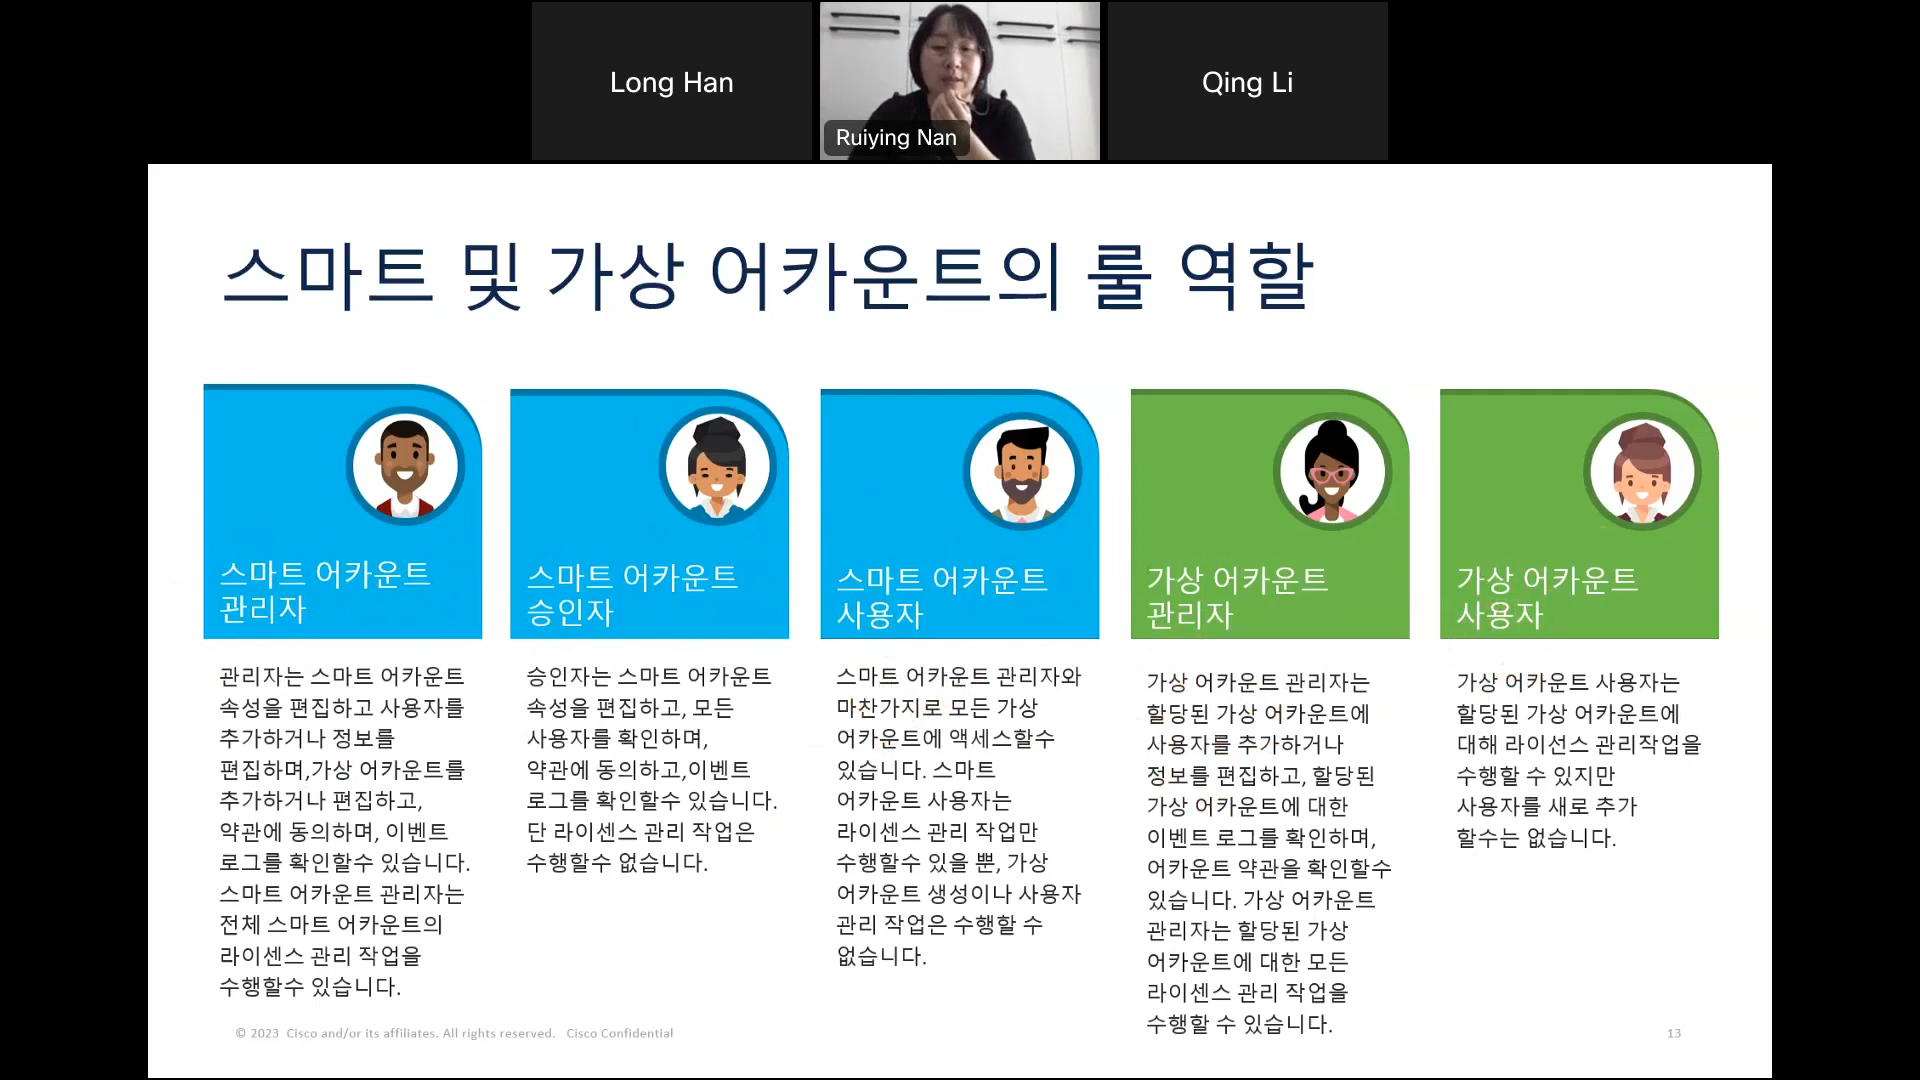 Long Han
Ruiying Nan
Qing Li
스마트 및 가상 어카운트의 룰 역할
스마트 어카운트
관리자
관리자는 스마트 어카운트
속성을 편집하고 사용자를
추가하거나 정보를
편집하며,가상 어카운트를
추가하거나 편집하고,
약관에 동의하며, 이벤트
로그를 확인할수 있습니다.
스마트 어카운트 관리자는
전체 스마트 어카운트의
라이센스 관리 작업을
수행할수 있습니다.
스마트 어카운트
승인자
승인자는 스마트 어카운트
속성을 편집하고, 모든
사용자를 확인하며,
약관에 동의하고,이벤트
로그를 확인할수 있습니다.
단 라이센스 관리 작업은
수행할수 없습니다.
스마트 어카운트
사용자
스마트 어카운트 관리자와
마찬가지로 모든 가상
어카운트에 액세스할수
있습니다. 스마트
어카운트 사용자는
라이센스 관리 작업만
수행할수 있을 뿐, 가상
어카운트 생성이나 사용자
관리 작업은 수행할 수
없습니다.
가상 어카운트
관리자
가상 어카운트 관리자는
할당된 가상 어카운트에
사용자를 추가하거나
정보를 편집하고, 할당된
가상 어카운트에 대한
이벤트 로그를 확인하며,
어카운트 약관을 확인할수
있습니다. 가상 어카운트
관리자는 할당된 가상
어카운트에 대한 모든
라이센스 관리 작업을
수행할 수 있습니다.
가상 어카운트
사용자
가상 어카운트 사용자는
할당된 가상 어카운트에
대해 라이선스 관리작업을
수행할 수 있지만
사용자를 새로 추가
할수는 없습니다.
© 2023 Cisco and/or its affiliates. All rights reserved. Cisco Confidential
13